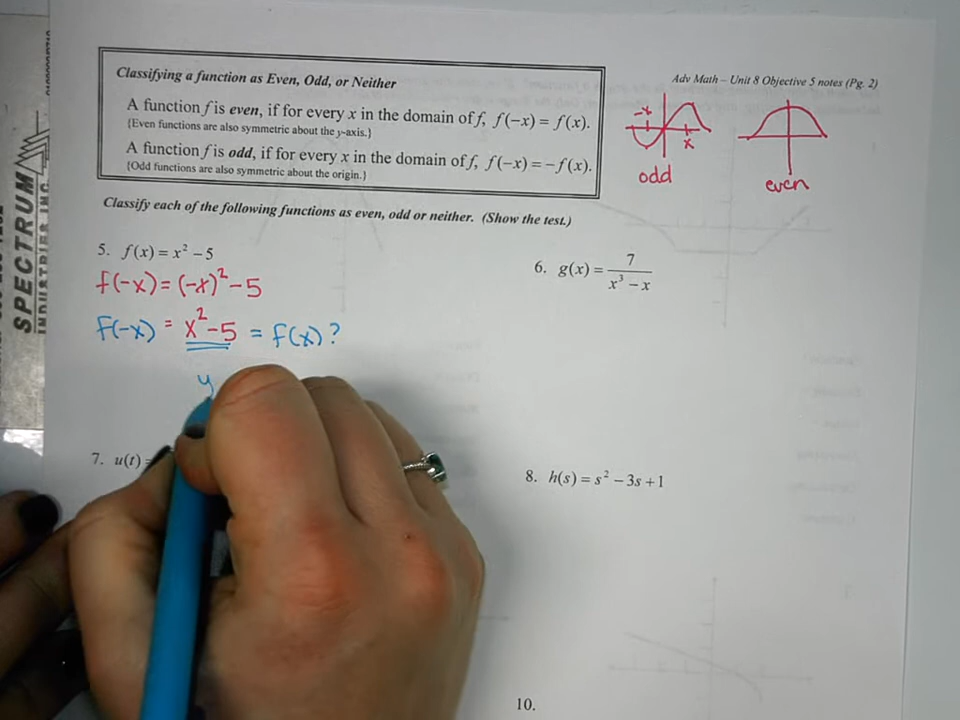 Adv Math – Unit 8 Objective 5 notes (Pg. 2)
Classifying a function as Even, Odd, or Neither
A function f is even, if for every x in the domain of f, f(−x) = f(x).
{Even functions are also symmetric about the y-axis.}
A function f is odd, if for every x in the domain of f, f(−x) = −f(x).
{Odd functions are also symmetric about the origin.}
-x
x
odd
even
Classify each of the following functions as even, odd or neither. (Show the test.)
5. f(x) = x² − 5
f(-x) = (-x)² - 5
f(-x) = x² - 5 = f(x)?
y
6. g(x) = 7 / (x³ − x)
7. u(t) =
8. h(s) = s² − 3s + 1
10.
SPECTRUM
INDUSTRIES INC.